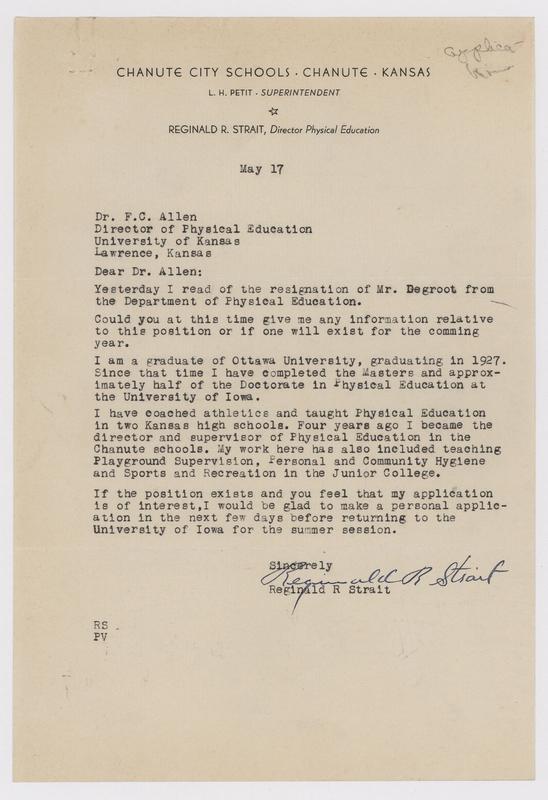 applica-
tion
CHANUTE CITY SCHOOLS · CHANUTE · KANSAS
L. H. PETIT · SUPERINTENDENT
REGINALD R. STRAIT, Director Physical Education
May 17
Dr. F.C. Allen
Director of Physical Education
University of Kansas
Lawrence, Kansas
Dear Dr. Allen:
Yesterday I read of the resignation of Mr. Degroot from
the Department of Physical Education.
Could you at this time give me any information relative
to this position or if one will exist for the comming
year.
I am a graduate of Ottawa University, graduating in 1927.
Since that time I have completed the Masters and approx-
imately half of the Doctorate in Physical Education at
the University of Iowa.
I have coached athletics and taught Physical Education
in two Kansas high schools. Four years ago I became the
director and supervisor of Physical Education in the
Chanute schools. My work here has also included teaching
Playground Supervision, Personal and Community Hygiene
and Sports and Recreation in the Junior College.
If the position exists and you feel that my application
is of interest,I would be glad to make a personal applic-
ation in the next few days before returning to the
University of Iowa for the summer session.
Sincerely
Reginald R Strait
Reginald R Strait
RS
PV